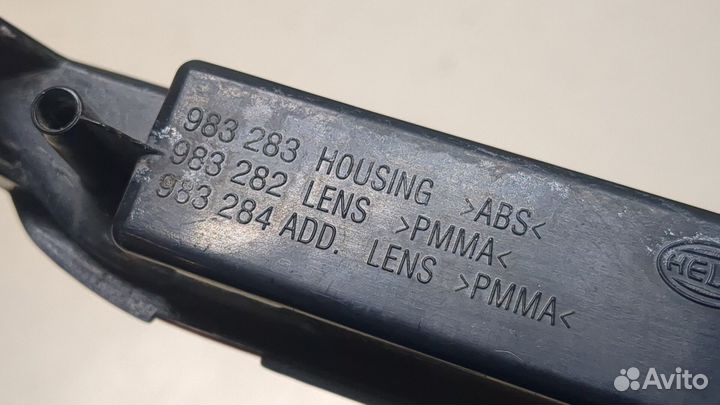 983 283 HOUSING >ABS<
983 282 LENS >PMMA<
983 284 ADD. LENS >PMMA<
Avito